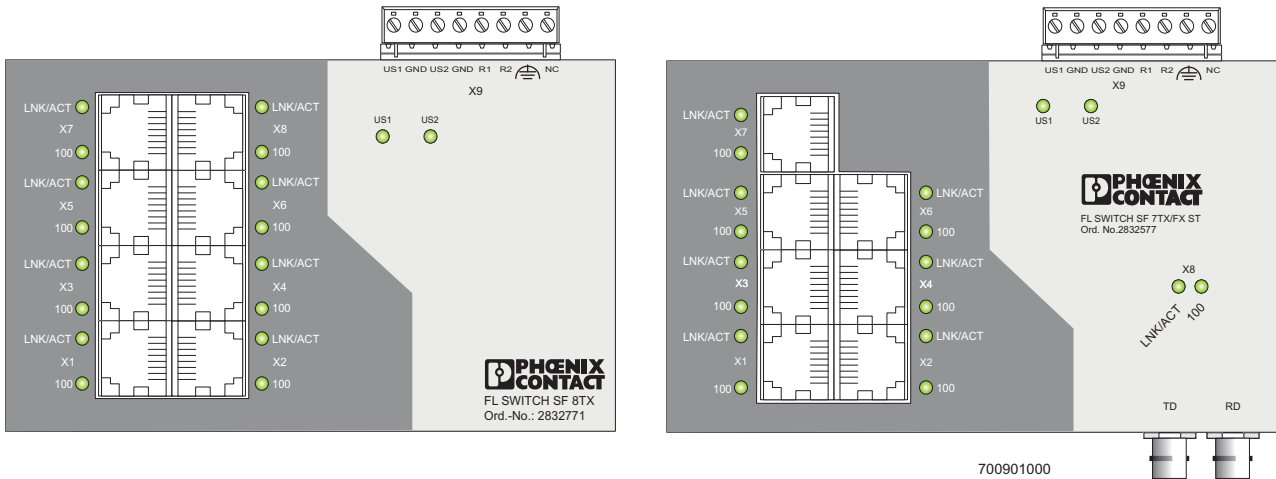 US1 GND US2 GND R1 R2 NC
X9
US1 US2
LNK/ACT LNK/ACT
X7 X8
100 100
LNK/ACT LNK/ACT
X5 X6
100 100
LNK/ACT LNK/ACT
X3 X4
100 100
LNK/ACT LNK/ACT
X1 X2
100 100
PHŒNIX
CONTACT
FL SWITCH SF 8TX
Ord.-No.: 2832771
US1 GND US2 GND R1 R2 NC
X9
US1 US2
LNK/ACT
X7
100
LNK/ACT LNK/ACT
X5 X6
100 100
LNK/ACT LNK/ACT
X3 X4
100 100
LNK/ACT LNK/ACT
X1 X2
100 100
PHŒNIX
CONTACT
FL SWITCH SF 7TX/FX ST
Ord. No.2832577
X8
LNK/ACT 100
TD RD
700901000